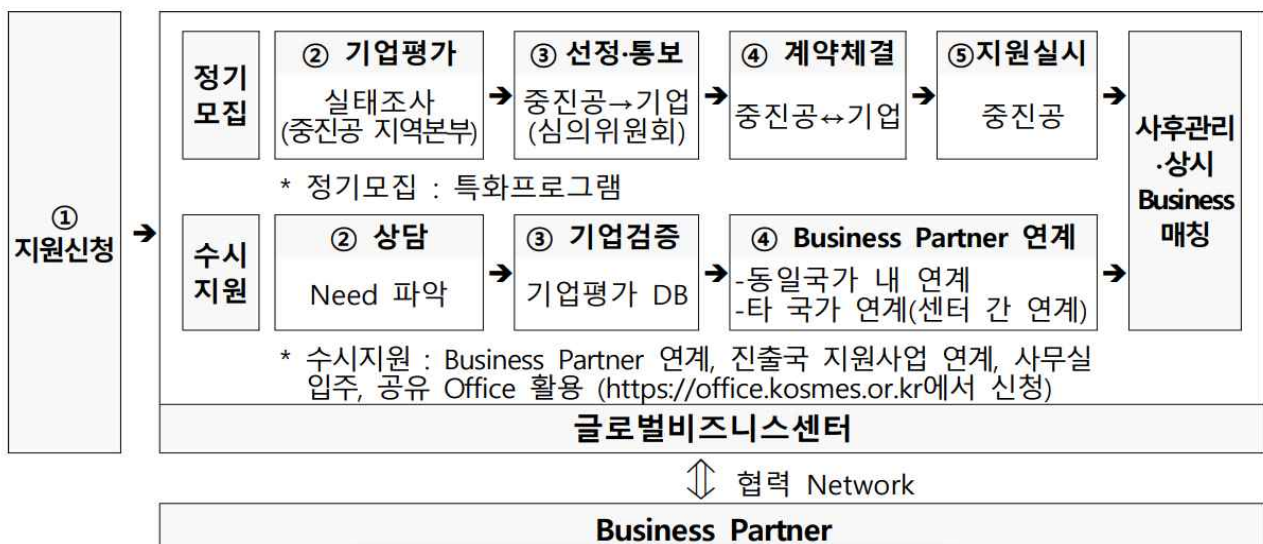 ①
지원신청
➔
정기
모집
② 기업평가
실태조사
(중진공 지역본부)
➔
③ 선정·통보
중진공→기업
(심의위원회)
➔
④ 계약체결
중진공↔기업
➔
⑤지원실시
중진공
➔
* 정기모집 : 특화프로그램
수시
지원
② 상담
Need 파악
➔
③ 기업검증
기업평가 DB
➔
④ Business Partner 연계
-동일국가 내 연계
-타 국가 연계(센터 간 연계)
➔
* 수시지원 : Business Partner 연계, 진출국 지원사업 연계, 사무실
입주, 공유 Office 활용 (https://office.kosmes.or.kr에서 신청)
사후관리
·상시
Business
매칭
글로벌비즈니스센터
⇕ 협력 Network
Business Partner